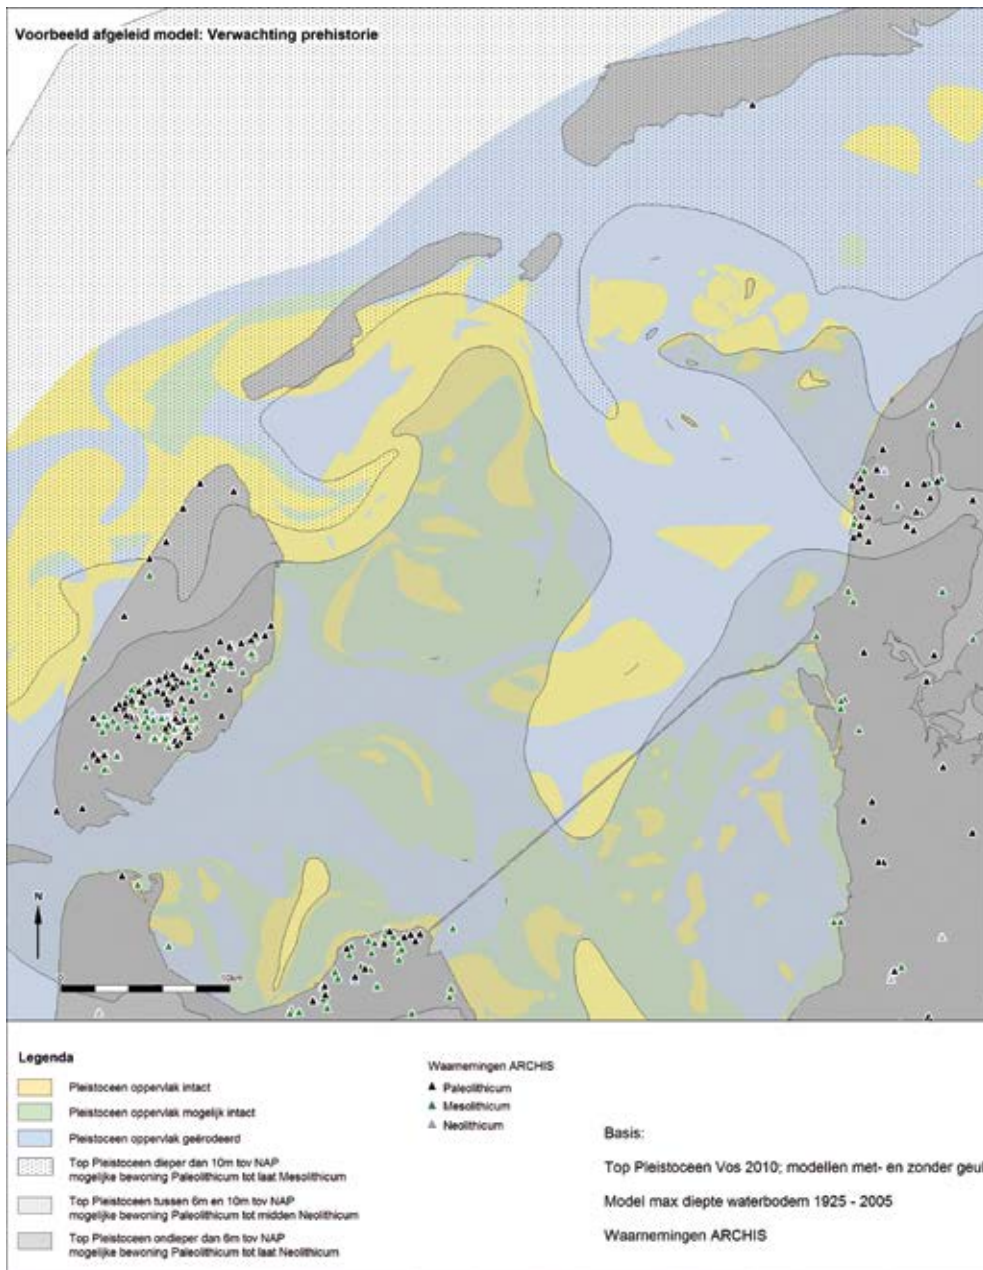 Voorbeeld afgeleid model: Verwachting prehistorie
N
0
10km
Legenda
Pleistoceen oppervlak intact
Pleistoceen oppervlak mogelijk intact
Pleistoceen oppervlak geërodeerd
Top Pleistoceen dieper dan 10m tov NAP
mogelijke bewoning Paleolithicum tot laat Mesolithicum
Top Pleistoceen tussen 6m en 10m tov NAP
mogelijke bewoning Paleolithicum tot midden Neolithicum
Top Pleistoceen ondieper dan 6m tov NAP
mogelijke bewoning Paleolithicum tot laat Neolithicum
Waarnemingen ARCHIS
Paleolithicum
Mesolithicum
Neolithicum
Basis:
Top Pleistoceen Vos 2010; modellen met- en zonder geul
Model max diepte waterbodem 1925 - 2005
Waarnemingen ARCHIS